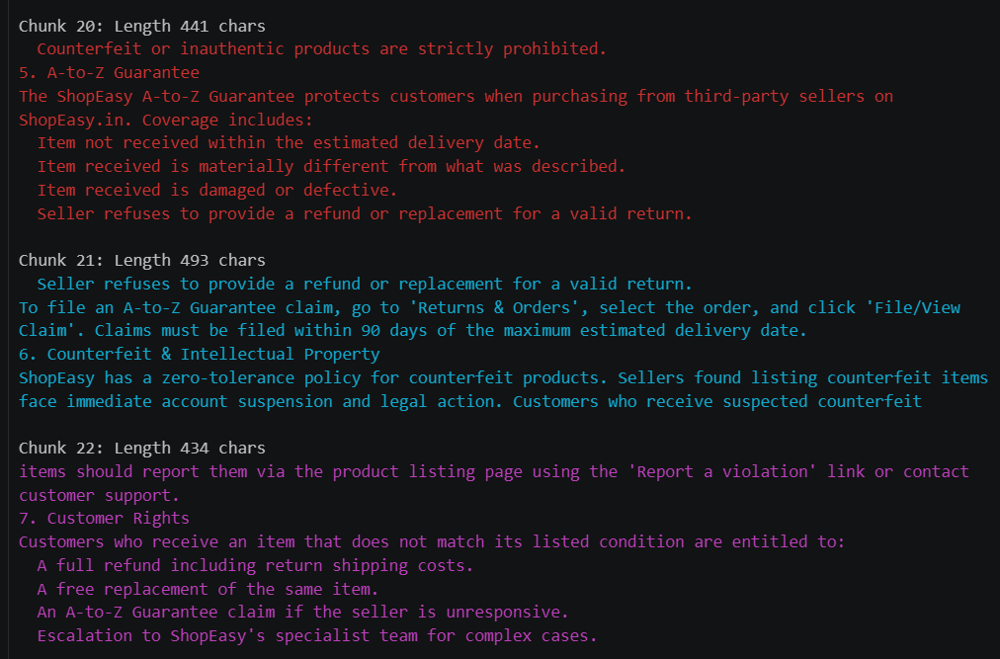 Chunk 20: Length 441 chars
Counterfeit or inauthentic products are strictly prohibited.
5. A-to-Z Guarantee
The ShopEasy A-to-Z Guarantee protects customers when purchasing from third-party sellers on
ShopEasy.in. Coverage includes:
Item not received within the estimated delivery date.
Item received is materially different from what was described.
Item received is damaged or defective.
Seller refuses to provide a refund or replacement for a valid return.
Chunk 21: Length 493 chars
Seller refuses to provide a refund or replacement for a valid return.
To file an A-to-Z Guarantee claim, go to 'Returns & Orders', select the order, and click 'File/View
Claim'. Claims must be filed within 90 days of the maximum estimated delivery date.
6. Counterfeit & Intellectual Property
ShopEasy has a zero-tolerance policy for counterfeit products. Sellers found listing counterfeit items
face immediate account suspension and legal action. Customers who receive suspected counterfeit
Chunk 22: Length 434 chars
items should report them via the product listing page using the 'Report a violation' link or contact
customer support.
7. Customer Rights
Customers who receive an item that does not match its listed condition are entitled to:
A full refund including return shipping costs.
A free replacement of the same item.
An A-to-Z Guarantee claim if the seller is unresponsive.
Escalation to ShopEasy's specialist team for complex cases.